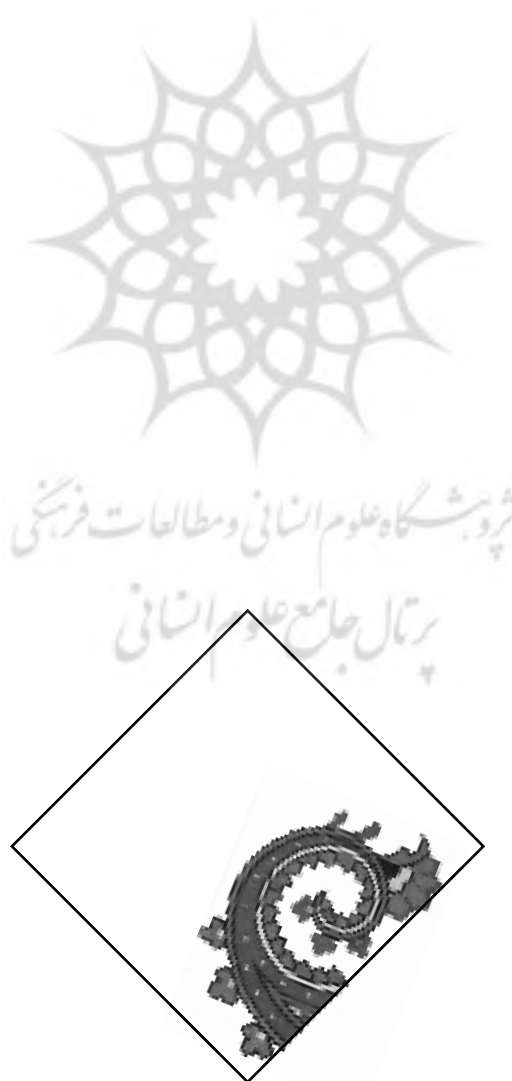 پژوهشگاه علوم انسانی و مطالعات فرهنگی
پرتال جامع علوم انسانی